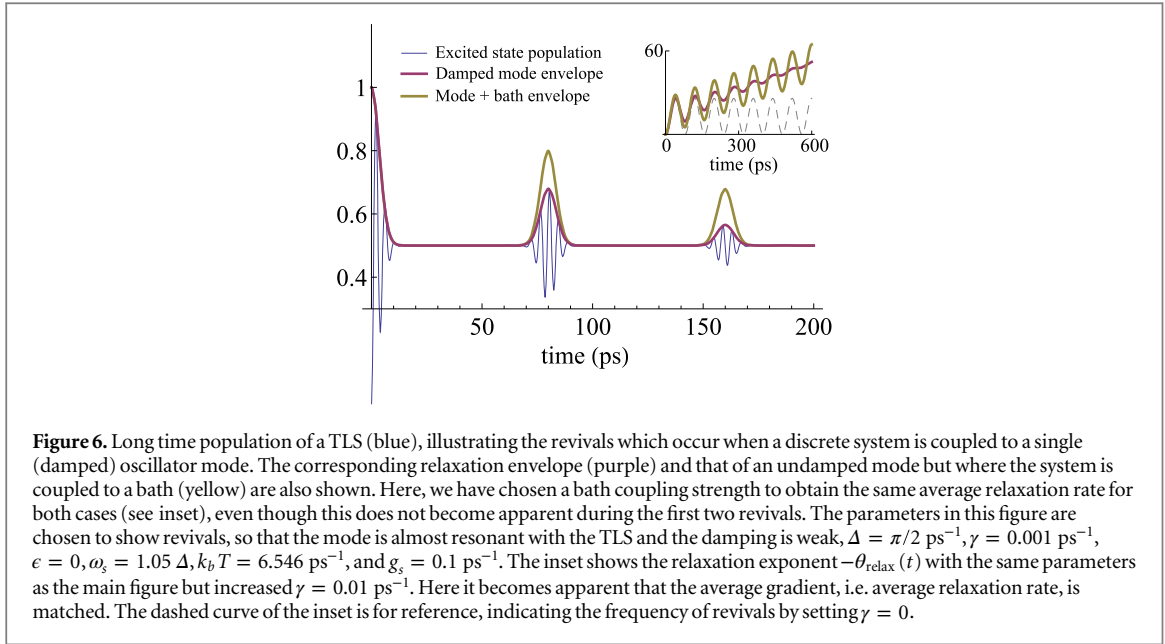 Excited state population
Damped mode envelope
Mode + bath envelope
60
0
300
600
time (ps)
1
0.8
0.6
0.4
50
100
150
200
time (ps)
Figure 6. Long time population of a TLS (blue), illustrating the revivals which occur when a discrete system is coupled to a single
(damped) oscillator mode. The corresponding relaxation envelope (purple) and that of an undamped mode but where the system is
coupled to a bath (yellow) are also shown. Here, we have chosen a bath coupling strength to obtain the same average relaxation rate for
both cases (see inset), even though this does not become apparent during the first two revivals. The parameters in this figure are
chosen to show revivals, so that the mode is almost resonant with the TLS and the damping is weak, Δ = π/2 ps⁻¹, γ = 0.001 ps⁻¹,
ϵ = 0, ωₛ = 1.05 Δ, k_b T = 6.546 ps⁻¹, and gₛ = 0.1 ps⁻¹. The inset shows the relaxation exponent −θ_relax (t) with the same parameters
as the main figure but increased γ = 0.01 ps⁻¹. Here it becomes apparent that the average gradient, i.e. average relaxation rate, is
matched. The dashed curve of the inset is for reference, indicating the frequency of revivals by setting γ = 0.